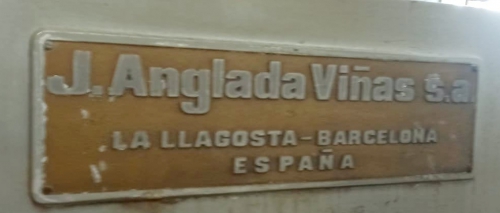 J. Anglada Viñas s.a.
LA LLAGOSTA-BARCELONA
ESPAÑA